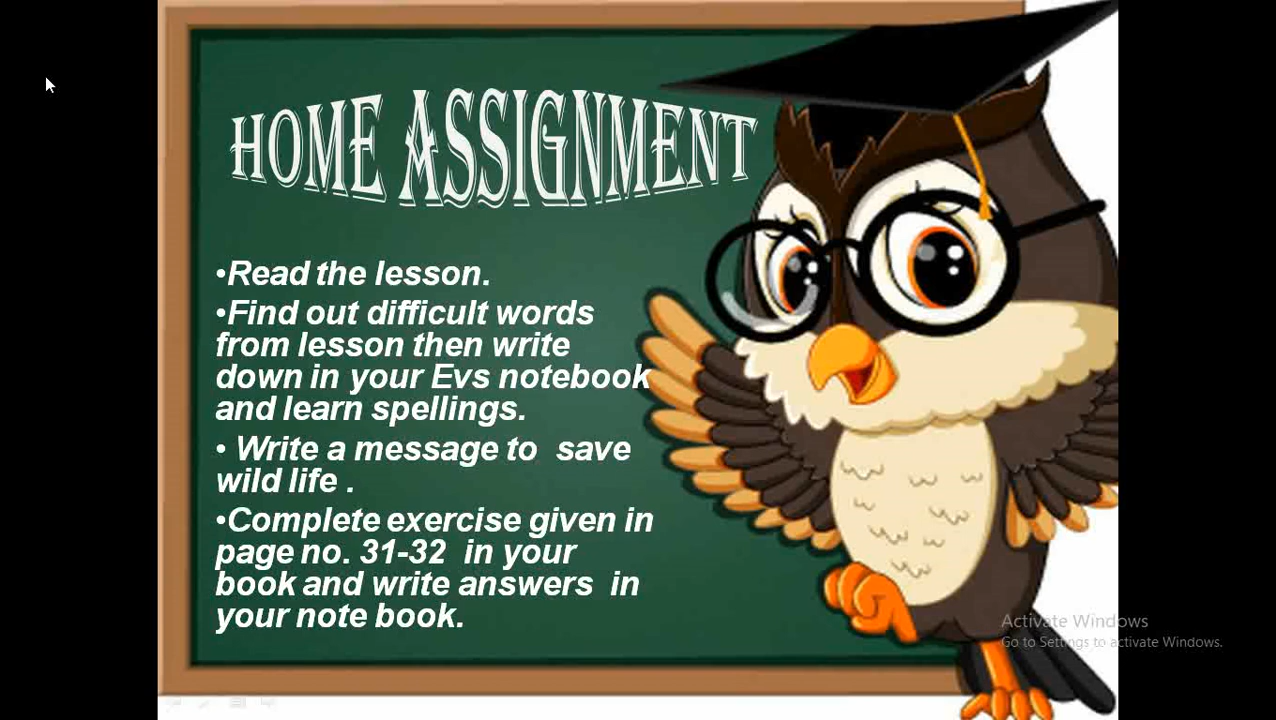 HOME ASSIGNMENT
•Read the lesson.
•Find out difficult words
from lesson then write
down in your Evs notebook
and learn spellings.
• Write a message to save
wild life .
•Complete exercise given in
page no. 31-32 in your
book and write answers in
your note book.
Activate Windows
Go to Settings to activate Windows.